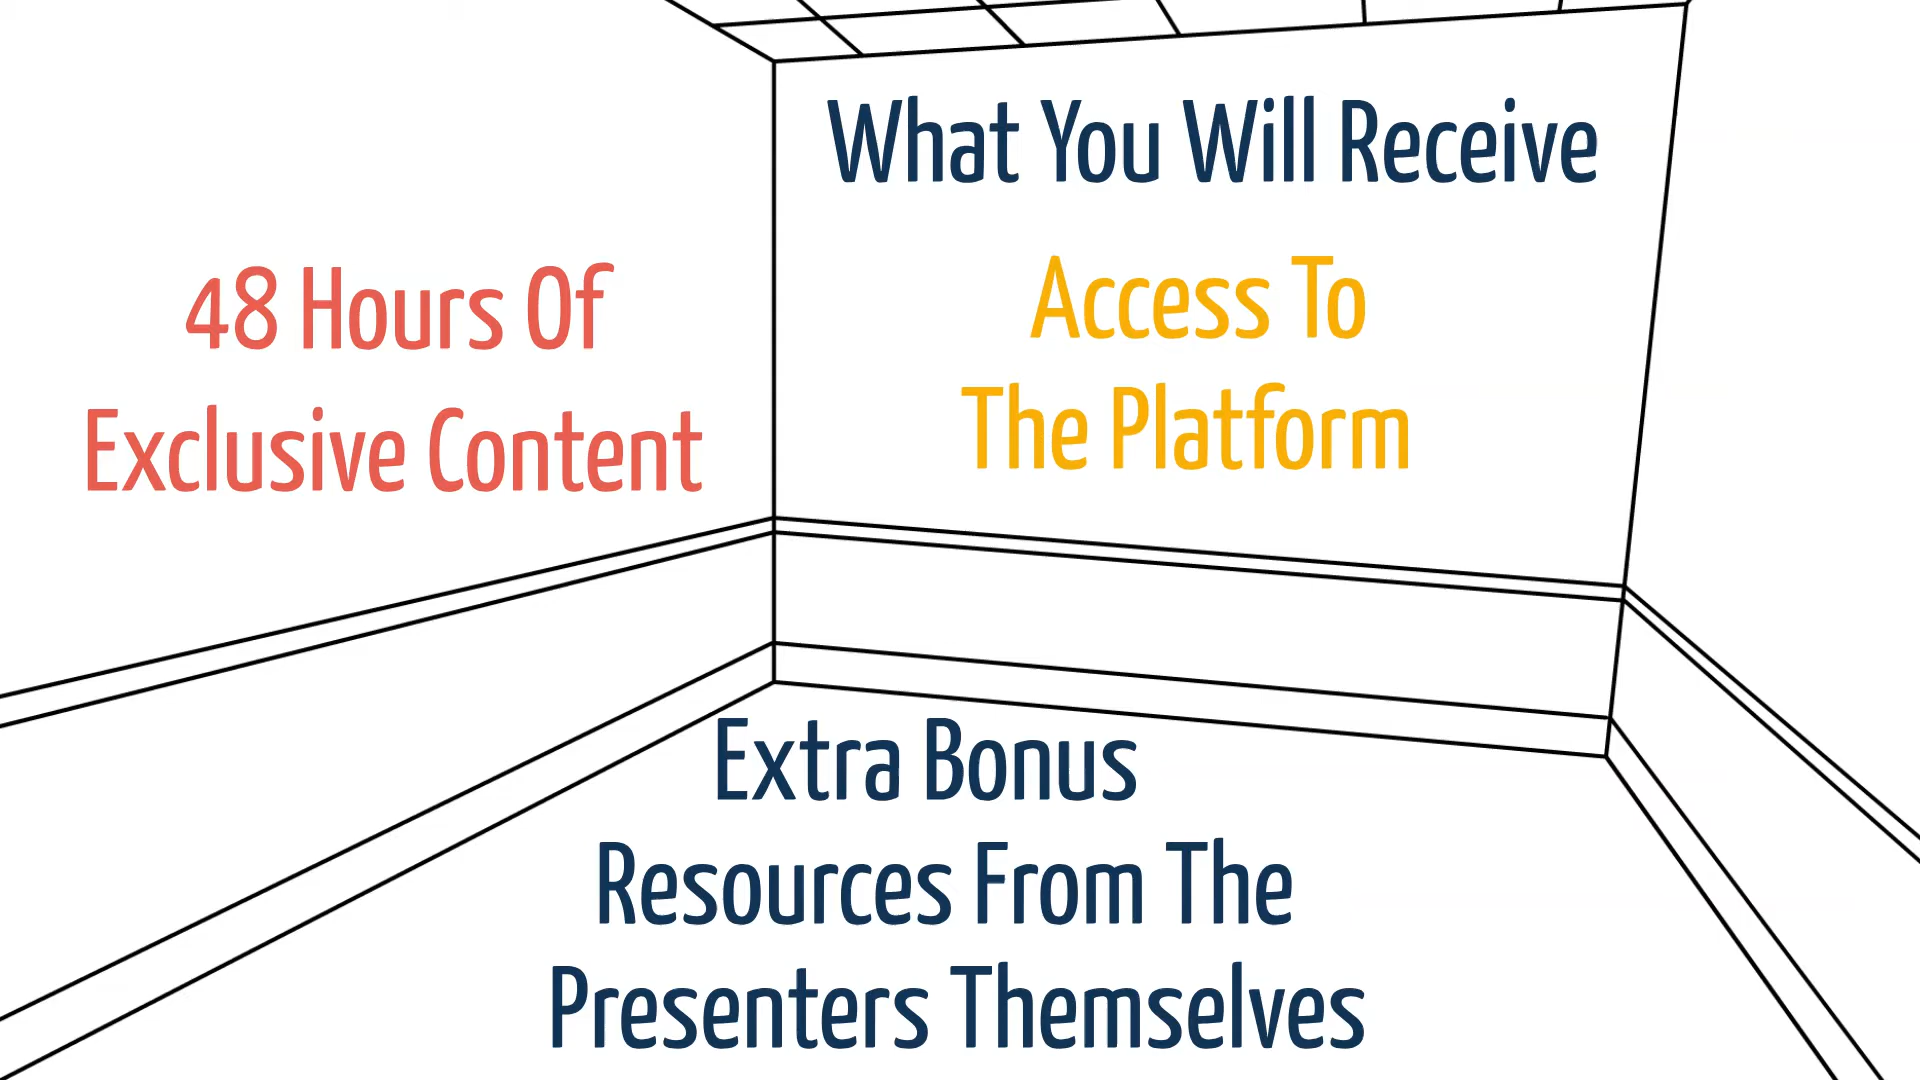 What You Will Receive
48 Hours Of
Exclusive Content
Access To
The Platform
Extra Bonus
Resources From The
Presenters Themselves